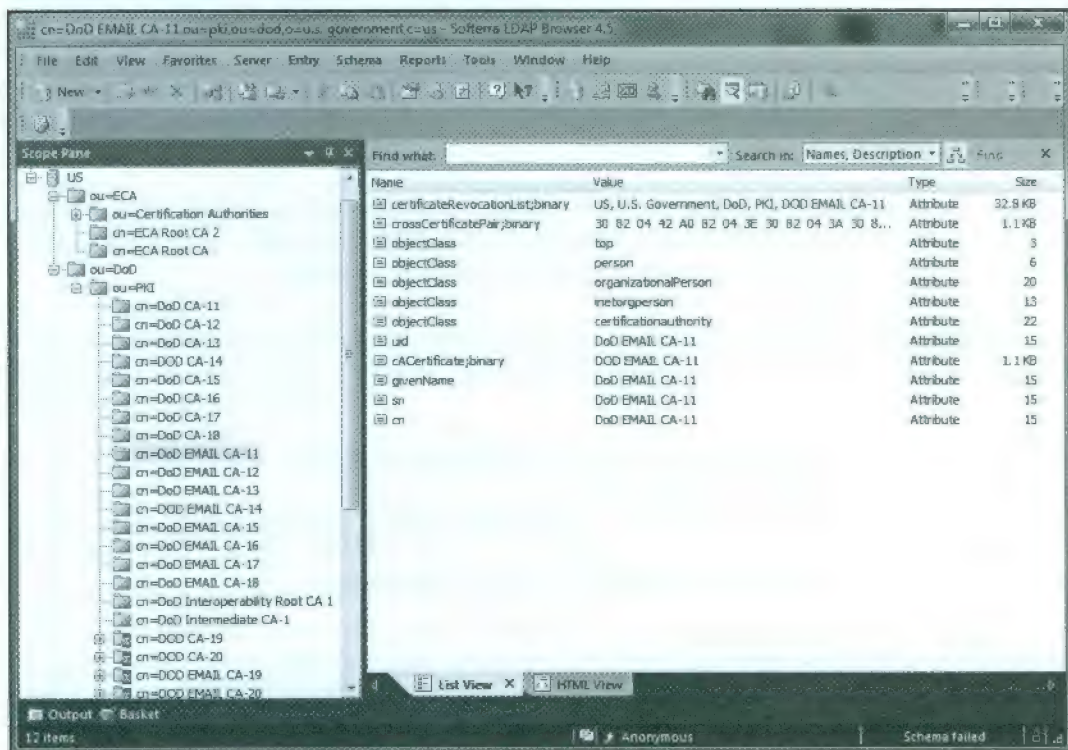 cn=DoD EMAIL CA-11,ou=pki,ou=dod,o=u.s. government,c=us - Softerra LDAP Browser 4.5
File Edit View Favorites Server Entry Schema Reports Tools Window Help
New
Scope Pane
Find what: Search in: Names, Description Find
US
ou=ECA
ou=Certification Authorities
cn=ECA Root CA 2
cn=ECA Root CA
ou=DoD
ou=PKI
cn=DoD CA-11
cn=DoD CA-12
cn=DoD CA-13
cn=DOD CA-14
cn=DoD CA-15
cn=DoD CA-16
cn=DoD CA-17
cn=DoD CA-18
cn=DoD EMAIL CA-11
cn=DoD EMAIL CA-12
cn=DoD EMAIL CA-13
cn=DOD EMAIL CA-14
cn=DoD EMAIL CA-15
cn=DoD EMAIL CA-16
cn=DoD EMAIL CA-17
cn=DoD EMAIL CA-18
cn=DoD Interoperability Root CA 1
cn=DoD Intermediate CA-1
cn=DOD CA-19
cn=DOD CA-20
cn=DOD EMAIL CA-19
cn=DOD EMAIL CA-20
Name Value Type Size
certificateRevocationList;binary US, U.S. Government, DoD, PKI, DOD EMAIL CA-11 Attribute 32.8 KB
crossCertificatePair;binary 30 82 04 42 A0 82 04 3E 30 82 04 3A 30 8... Attribute 1.1 KB
objectClass top Attribute 3
objectClass person Attribute 6
objectClass organizationalPerson Attribute 20
objectClass inetorgperson Attribute 13
objectClass certificationauthority Attribute 22
uid DoD EMAIL CA-11 Attribute 15
cACertificate;binary DOD EMAIL CA-11 Attribute 1.1 KB
givenName DoD EMAIL CA-11 Attribute 15
sn DoD EMAIL CA-11 Attribute 15
cn DoD EMAIL CA-11 Attribute 15
List View HTML View
Output Basket
12 items Anonymous Schema failed